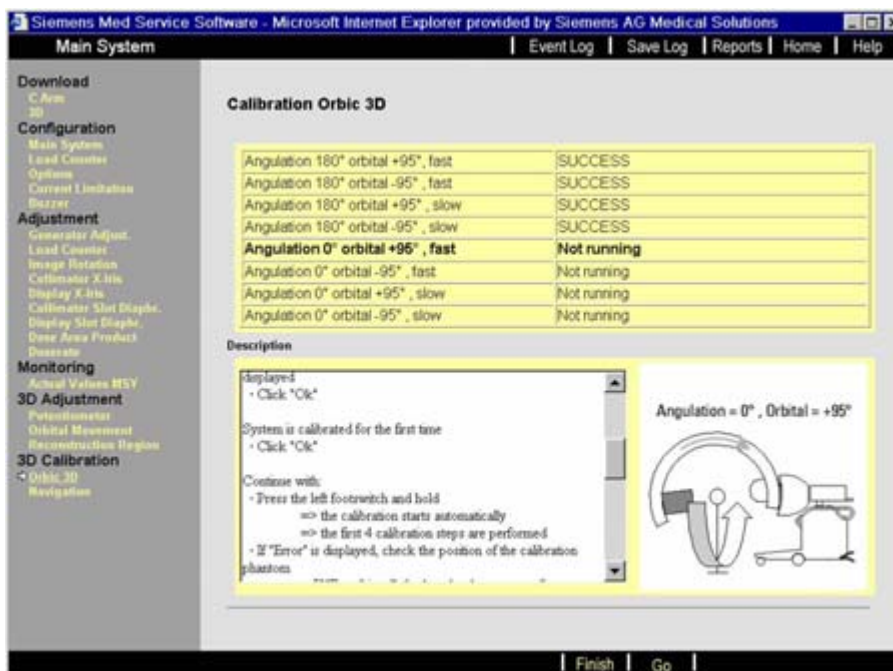 Siemens Med Service Software - Microsoft Internet Explorer provided by Siemens AG Medical Solutions
Main System
Event Log | Save Log | Reports | Home | Help
Download
C Arm
3D
Configuration
Main System
Load Counter
Options
Current Limitation
Buzzer
Adjustment
Generator Adjust.
Load Counter
Image Rotation
Collimator X-Iris
Display X-Iris
Collimator Slot Diaphr.
Display Slot Diaphr.
Dose Area Product
Doserate
Monitoring
Actual Values MSY
3D Adjustment
Potentiometer
Orbital Movement
Reconstruction Region
3D Calibration
Orbic 3D
Navigation
Calibration Orbic 3D
Angulation 180° orbital +95°, fast SUCCESS
Angulation 180° orbital -95° , fast SUCCESS
Angulation 180° orbital +95° , slow SUCCESS
Angulation 180° orbital -95° , slow SUCCESS
Angulation 0° orbital +95° , fast Not running
Angulation 0° orbital -95° , fast Not running
Angulation 0° orbital +95° , slow Not running
Angulation 0° orbital -95° , slow Not running
Description
displayed
- Click "Ok"
System is calibrated for the first time
- Click "Ok"
Continue with:
- Press the left footswitch and hold
=> the calibration starts automatically
=> the first 4 calibration steps are performed
- If "Error" is displayed, check the position of the calibration
phantom
Angulation = 0° , Orbital = +95°
Finish | Go |